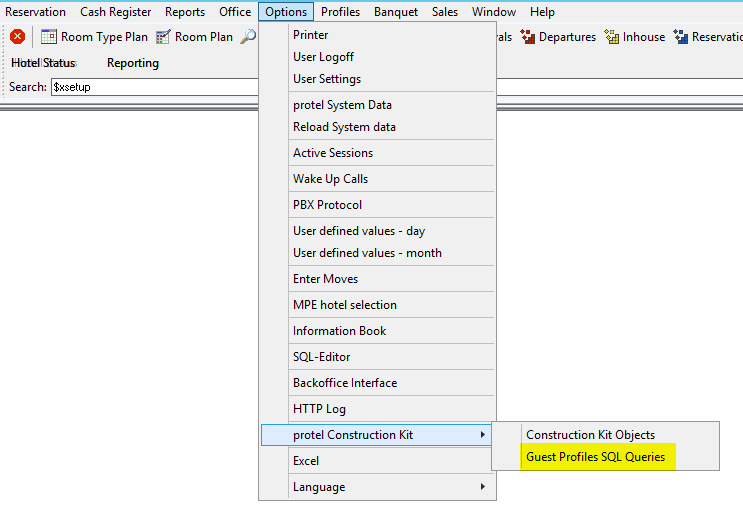 Reservation Cash Register Reports Office Options Profiles Banquet Sales Window Help
Room Type Plan Room Plan Departures Inhouse
Hotel Status Reporting
Search: $xsetup
Printer
User Logoff
User Settings
protel System Data
Reload System data
Active Sessions
Wake Up Calls
PBX Protocol
User defined values - day
User defined values - month
Enter Moves
MPE hotel selection
Information Book
SQL-Editor
Backoffice Interface
HTTP Log
protel Construction Kit
Construction Kit Objects
Guest Profiles SQL Queries
Excel
Language